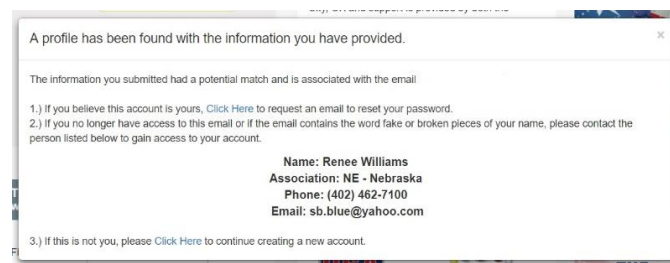 A profile has been found with the information you have provided.
×
The information you submitted had a potential match and is associated with the email
1.) If you believe this account is yours, Click Here to request an email to reset your password.
2.) If you no longer have access to this email or if the email contains the word fake or broken pieces of your name, please contact the
person listed below to gain access to your account.
Name: Renee Williams
Association: NE - Nebraska
Phone: (402) 462-7100
Email: sb.blue@yahoo.com
3.) If this is not you, please Click Here to continue creating a new account.